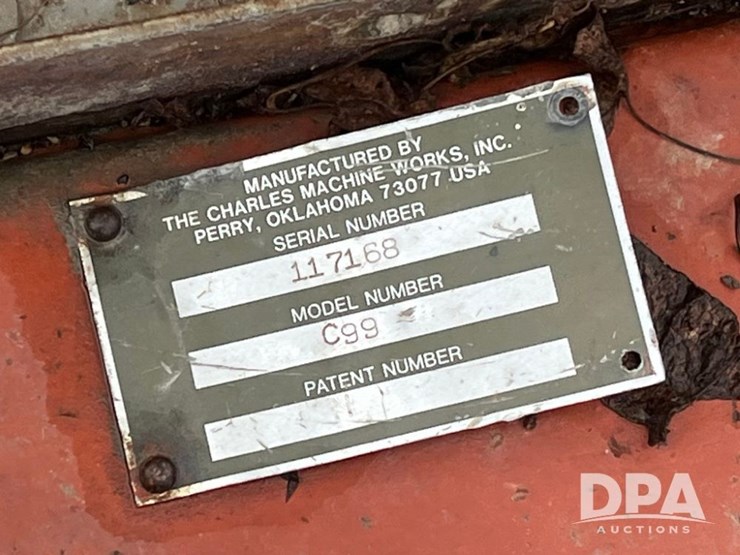 MANUFACTURED BY
THE CHARLES MACHINE WORKS, INC.
PERRY, OKLAHOMA 73077 USA
SERIAL NUMBER
117168
MODEL NUMBER
C99
PATENT NUMBER
DPA
AUCTIONS